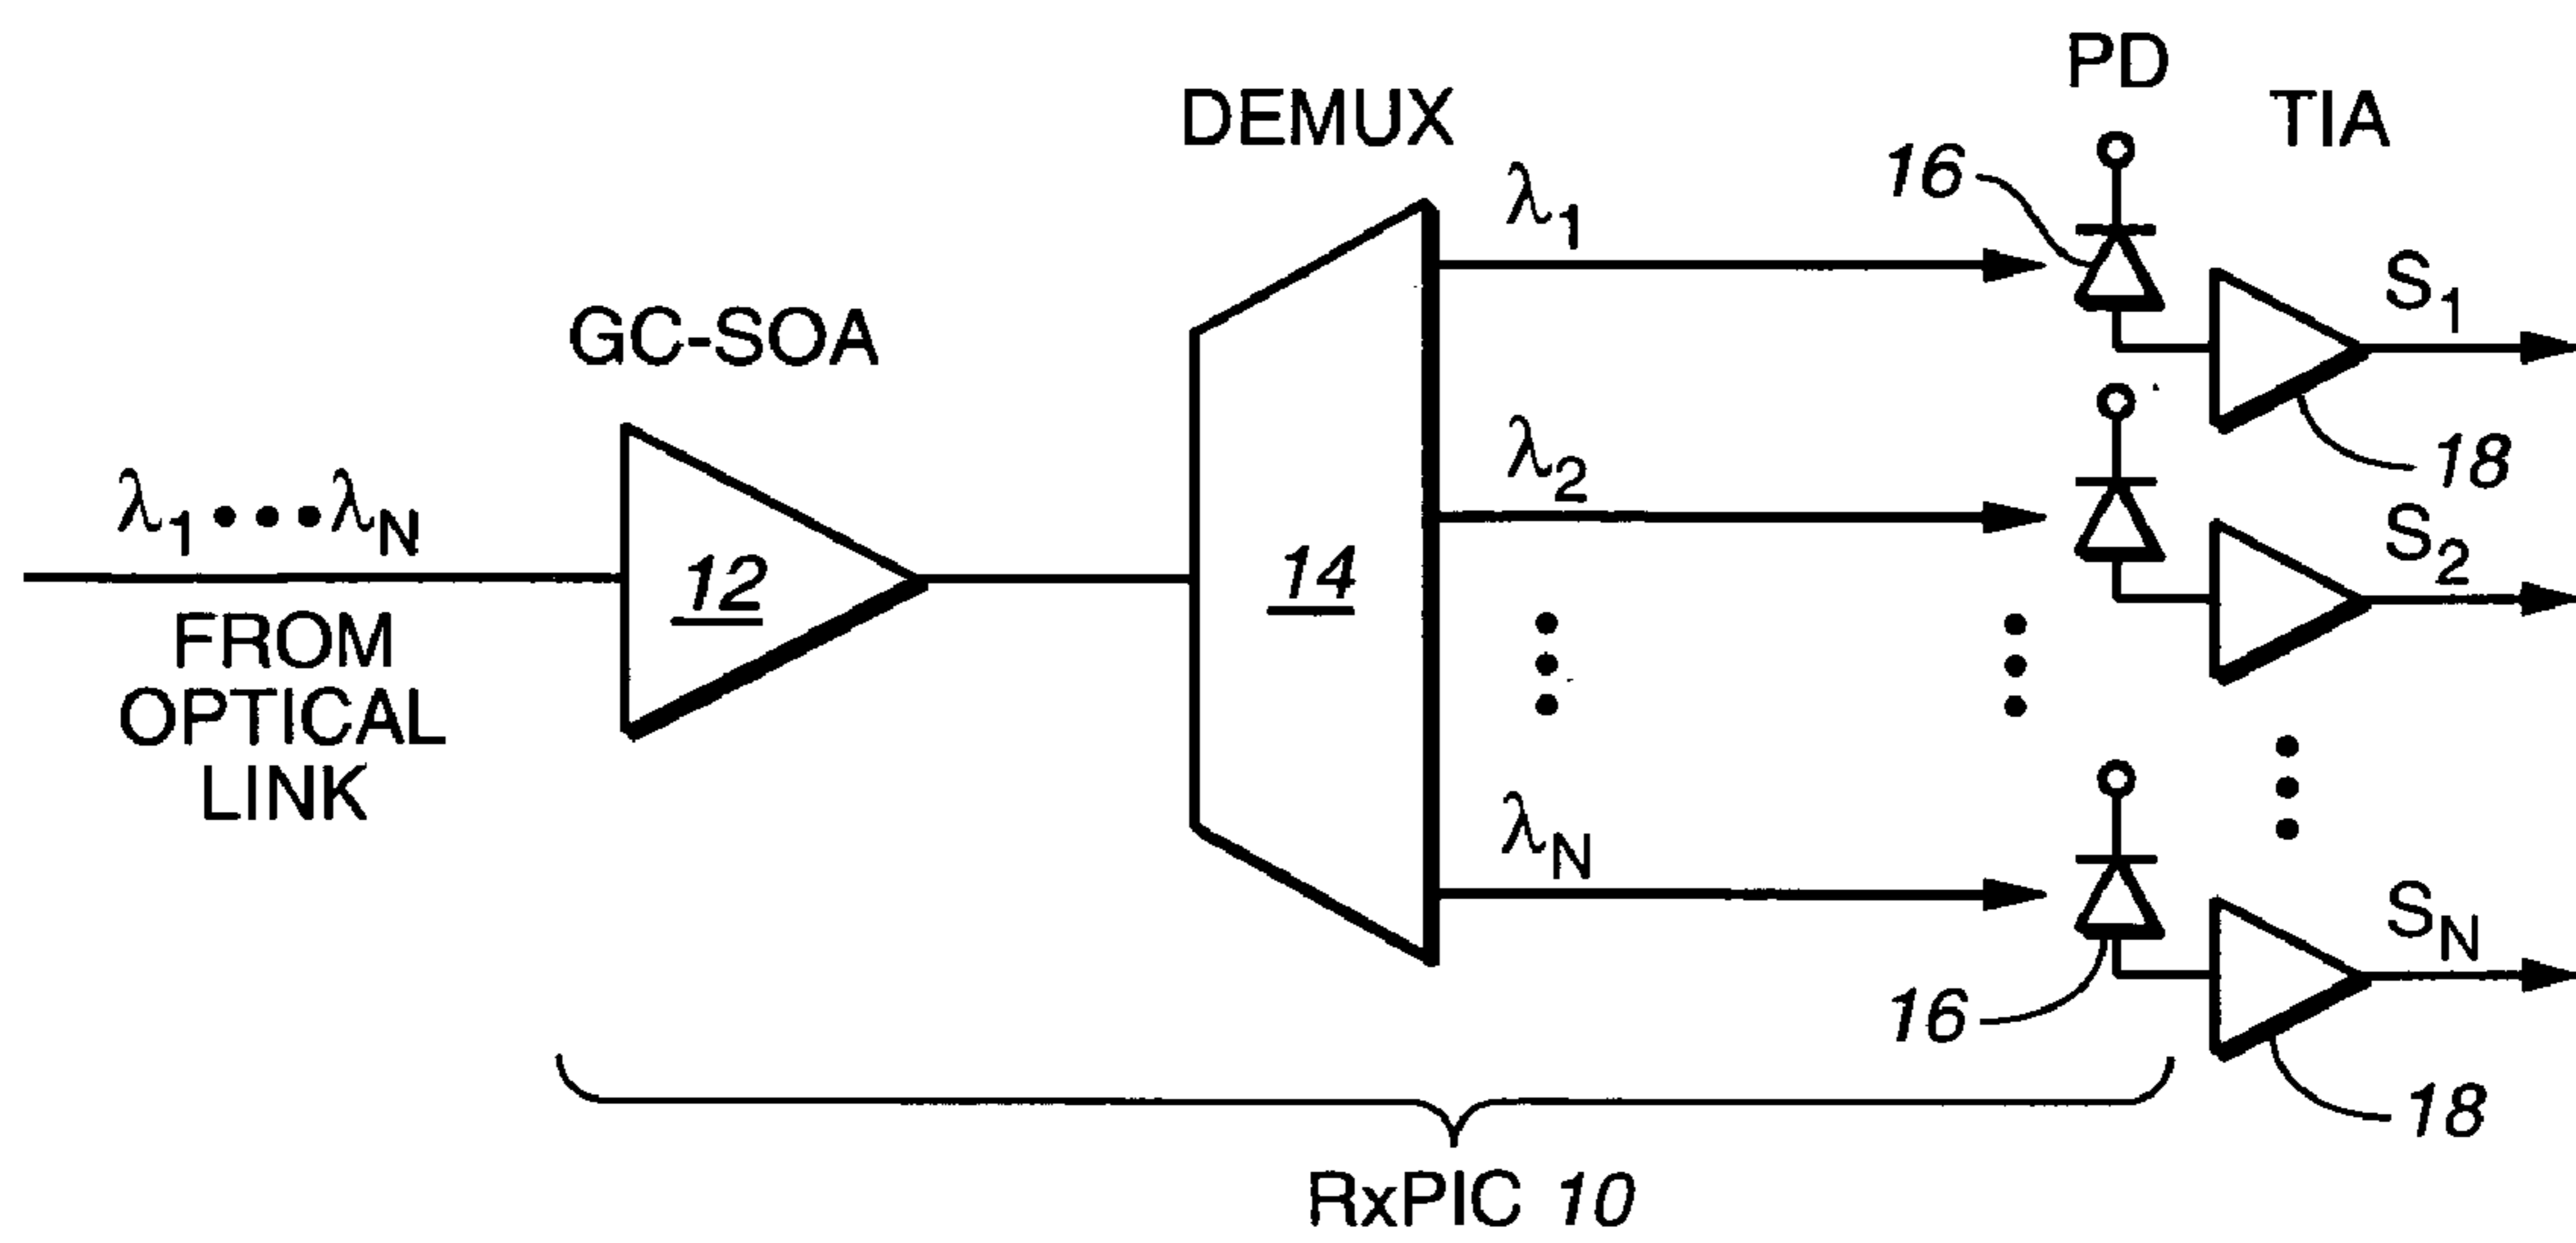 PD
DEMUX
TIA
16
λ1
S1
GC-SOA
18
λ2
λ1•••λN
S2
12
14
FROM
OPTICAL
LINK
λN
SN
16
18
RxPIC 10